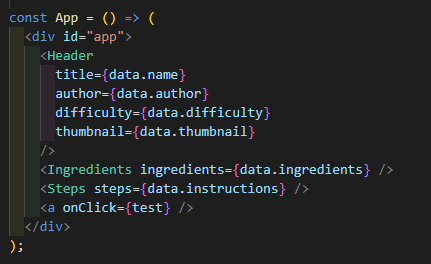 const App = () => (
  <div id="app">
    <Header
      title={data.name}
      author={data.author}
      difficulty={data.difficulty}
      thumbnail={data.thumbnail}
    />
    <Ingredients ingredients={data.ingredients} />
    <Steps steps={data.instructions} />
    <a onClick={test} />
  </div>
);